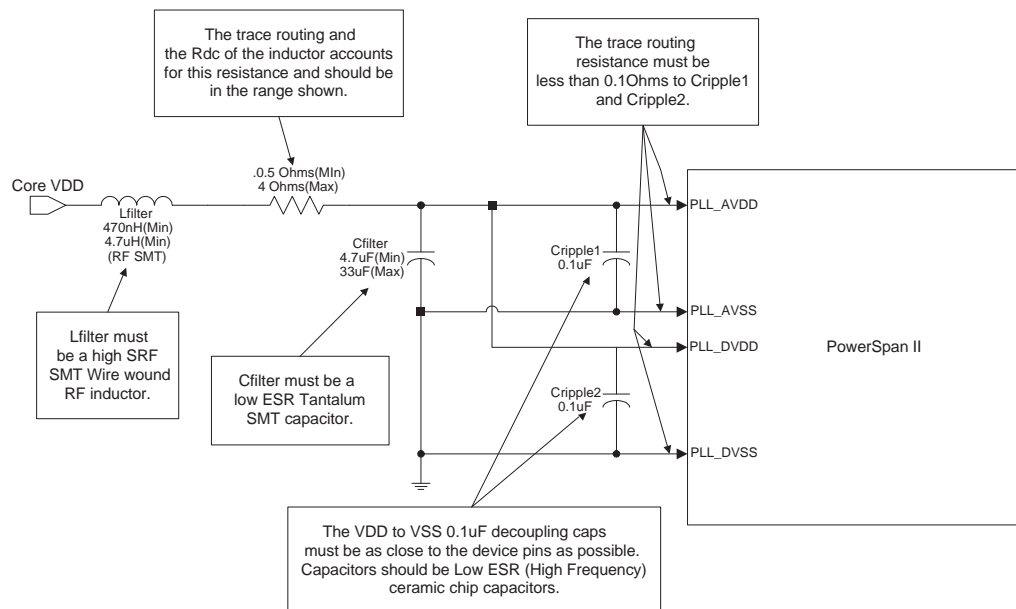 The trace routing and
the Rdc of the inductor accounts
for this resistance and should be
in the range shown.
The trace routing
resistance must be
less than 0.1Ohms to Cripple1
and Cripple2.
Core VDD
Lfilter
470nH(Min)
4.7uH(Min)
(RF SMT)
.0.5 Ohms(MIn)
4 Ohms(Max)
Cfilter
4.7uF(Min)
33uF(Max)
Cripple1
0.1uF
Cripple2
0.1uF
PLL_AVDD
PLL_AVSS
PLL_DVDD
PLL_DVSS
PowerSpan II
Lfilter must
be a high SRF
SMT Wire wound
RF inductor.
Cfilter must be a
low ESR Tantalum
SMT capacitor.
The VDD to VSS 0.1uF decoupling caps
must be as close to the device pins as possible.
Capacitors should be Low ESR (High Frequency)
ceramic chip capacitors.